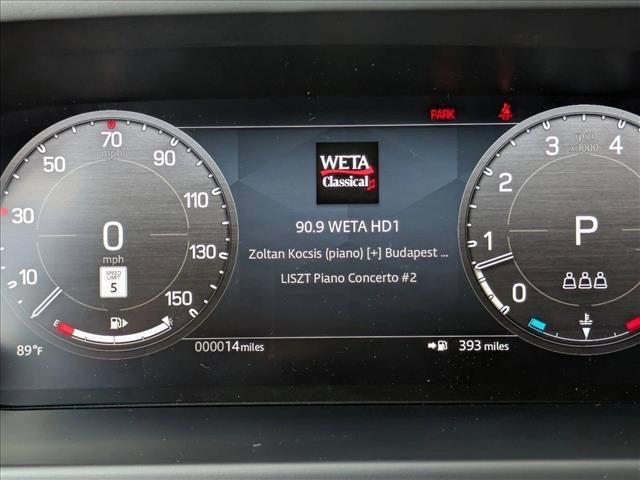 PARK
70
mph
50
90
30
110
10
130
150
0
mph
SPEED
LIMIT
5
E
F
89°F
WETA
Classical
90.9 WETA HD1
Zoltan Kocsis (piano) [+] Budapest ...
LISZT Piano Concerto #2
000014 miles
393 miles
rpm
x1000
3
4
2
1
0
P